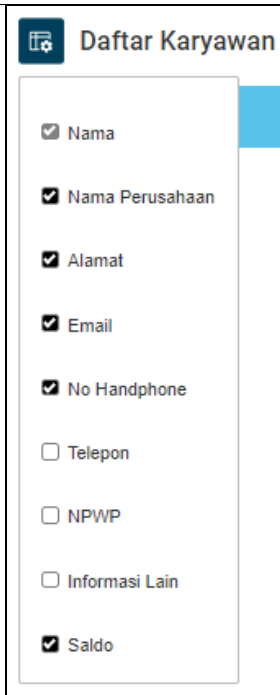 Daftar Karyawan
Nama
Nama Perusahaan
Alamat
Email
No Handphone
Telepon
NPWP
Informasi Lain
Saldo